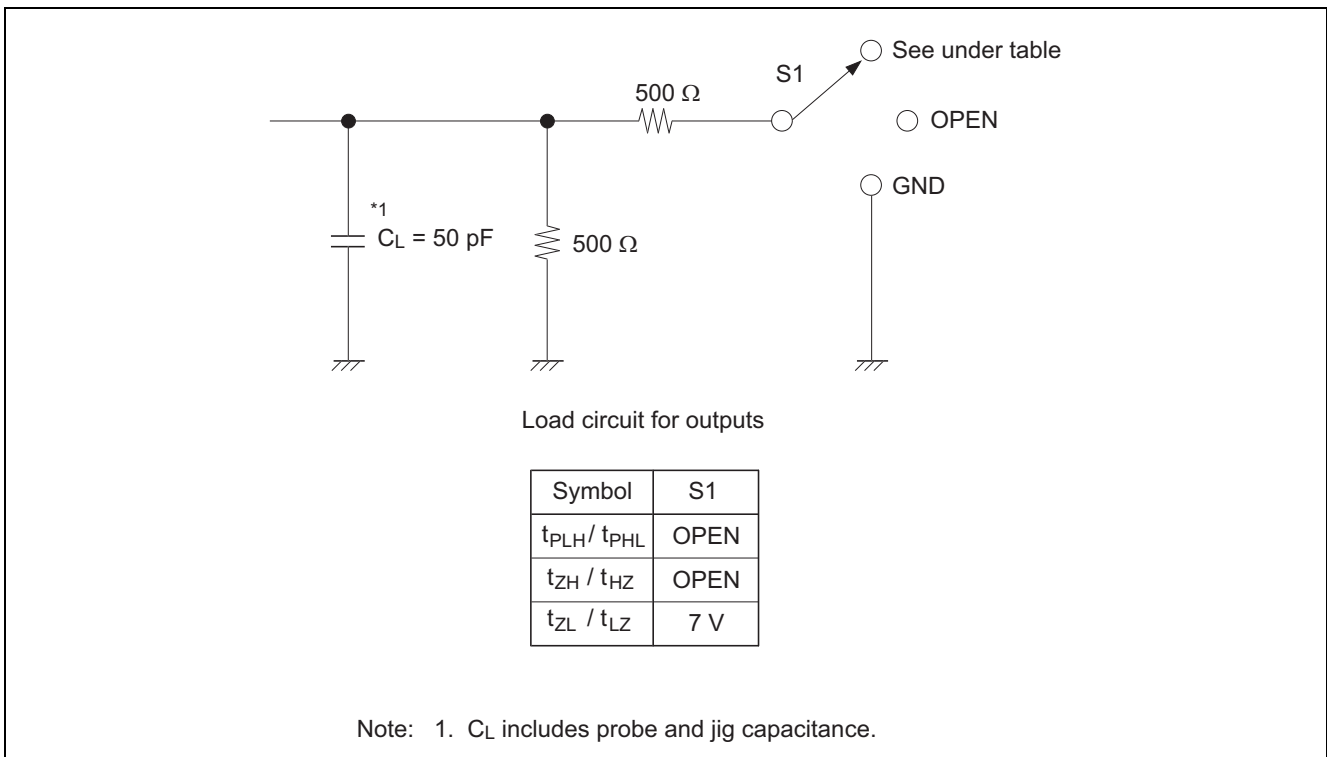 See under table
S1
500 Ω
OPEN
GND
*1
CL = 50 pF
500 Ω
Load circuit for outputs
Symbol S1
tPLH / tPHL OPEN
tZH / tHZ OPEN
tZL / tLZ 7 V
Note: 1. CL includes probe and jig capacitance.